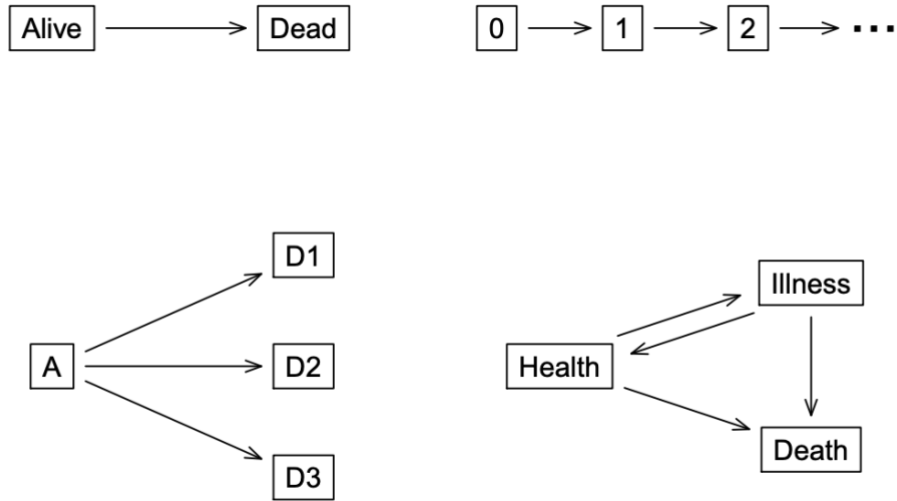 Alive
Dead
0
1
2
...
D1
A
D2
D3
Illness
Health
Death